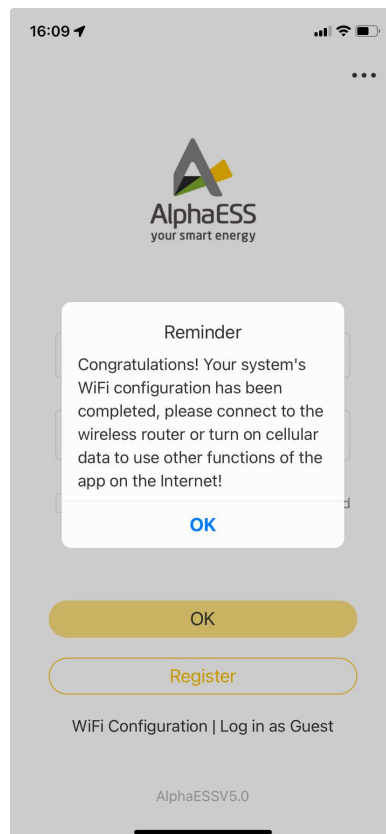 16:09
AlphaESS
your smart energy
Reminder
Congratulations! Your system's
WiFi configuration has been
completed, please connect to the
wireless router or turn on cellular
data to use other functions of the
app on the Internet!
OK
d
OK
Register
WiFi Configuration | Log in as Guest
AlphaESSV5.0